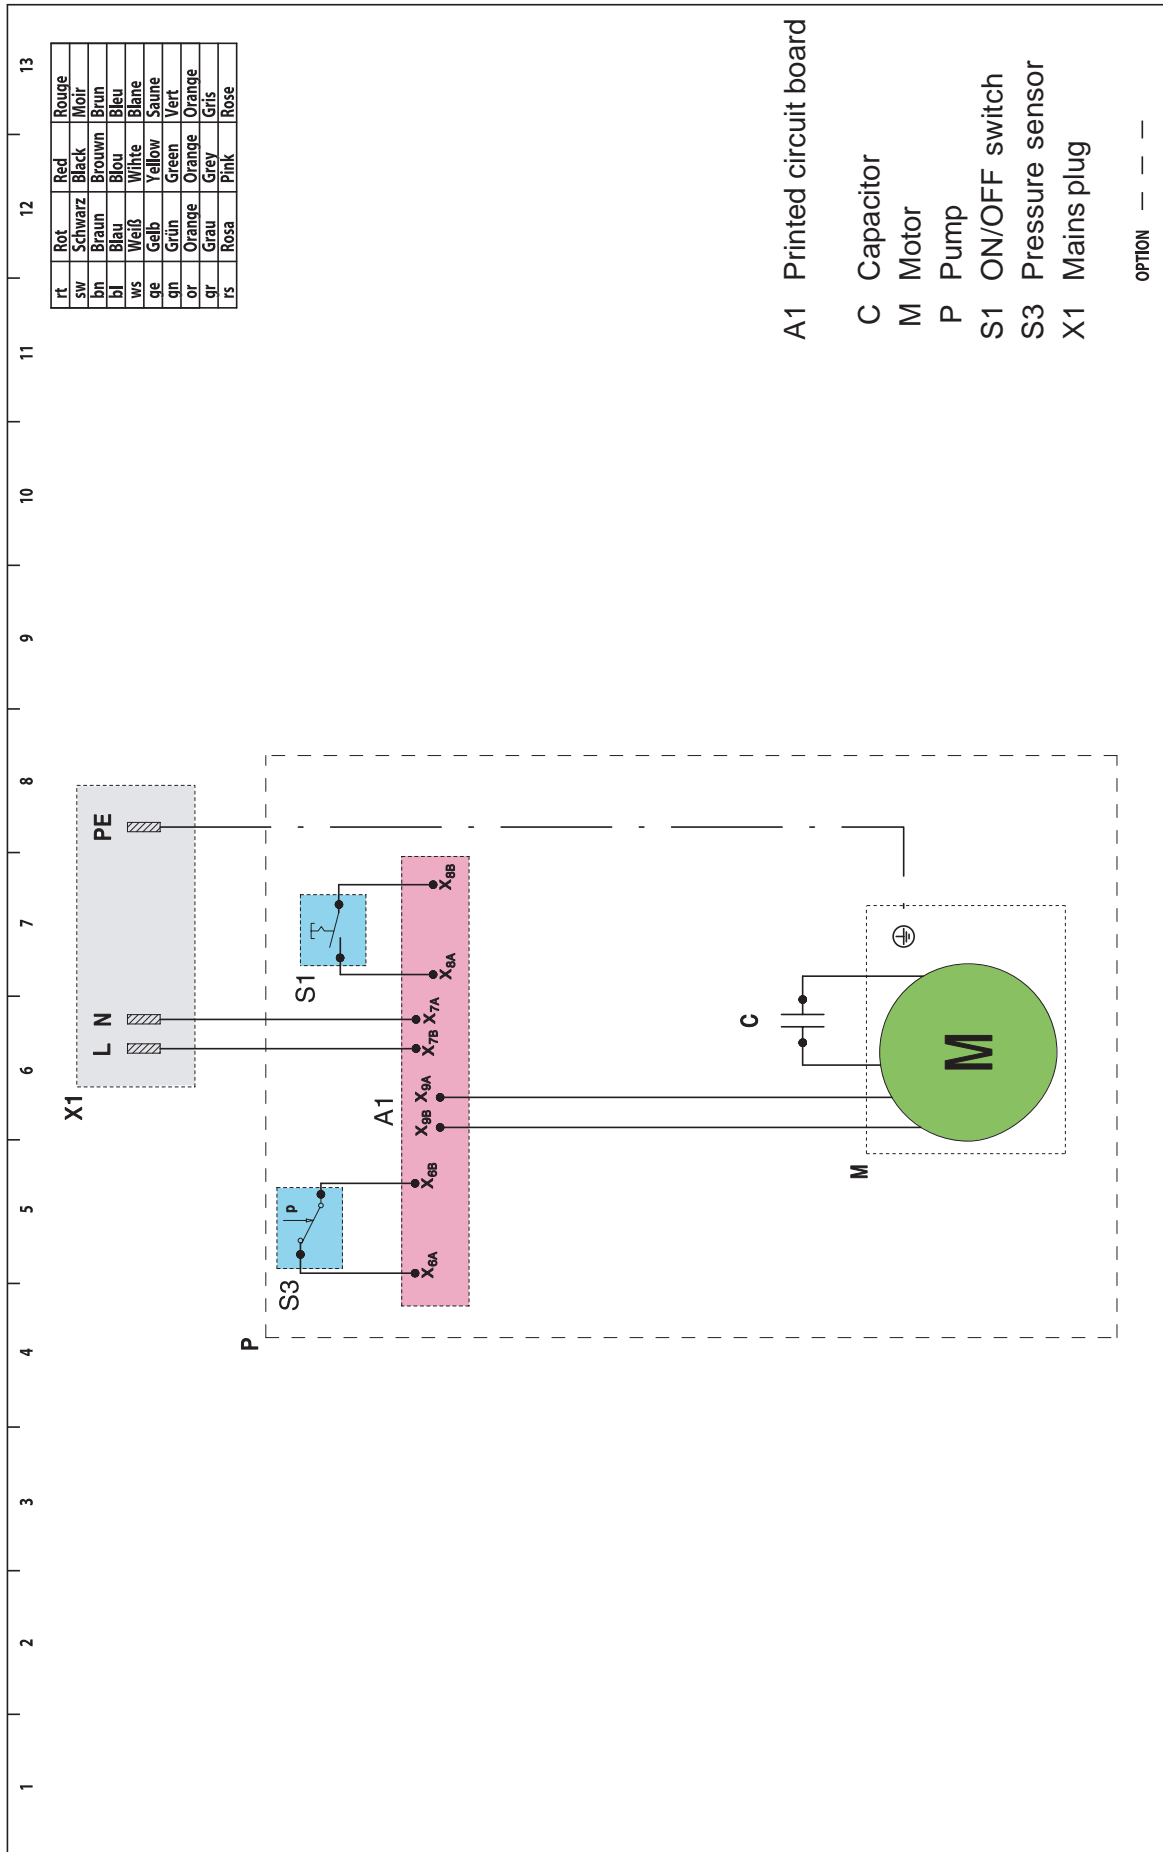 1 2 3 4 5 6 7 8 9 10 11 12 13
rt Rot Red Rouge
sw Schwarz Black Moir
bn Braun Brouwn Brun
bl Blau Blou Bleu
ws Weiß Wihte Blane
ge Gelb Yellow Saune
gn Grün Green Vert
or Orange Orange Orange
gr Grau Grey Gris
rs Rosa Pink Rose
X1
L N PE
P
S3
p
S1
A1
X6A X6B X9B X9A X7B X7A X8A X8B
C
M
M
A1 Printed circuit board
C Capacitor
M Motor
P Pump
S1 ON/OFF switch
S3 Pressure sensor
X1 Mains plug
OPTION — — —